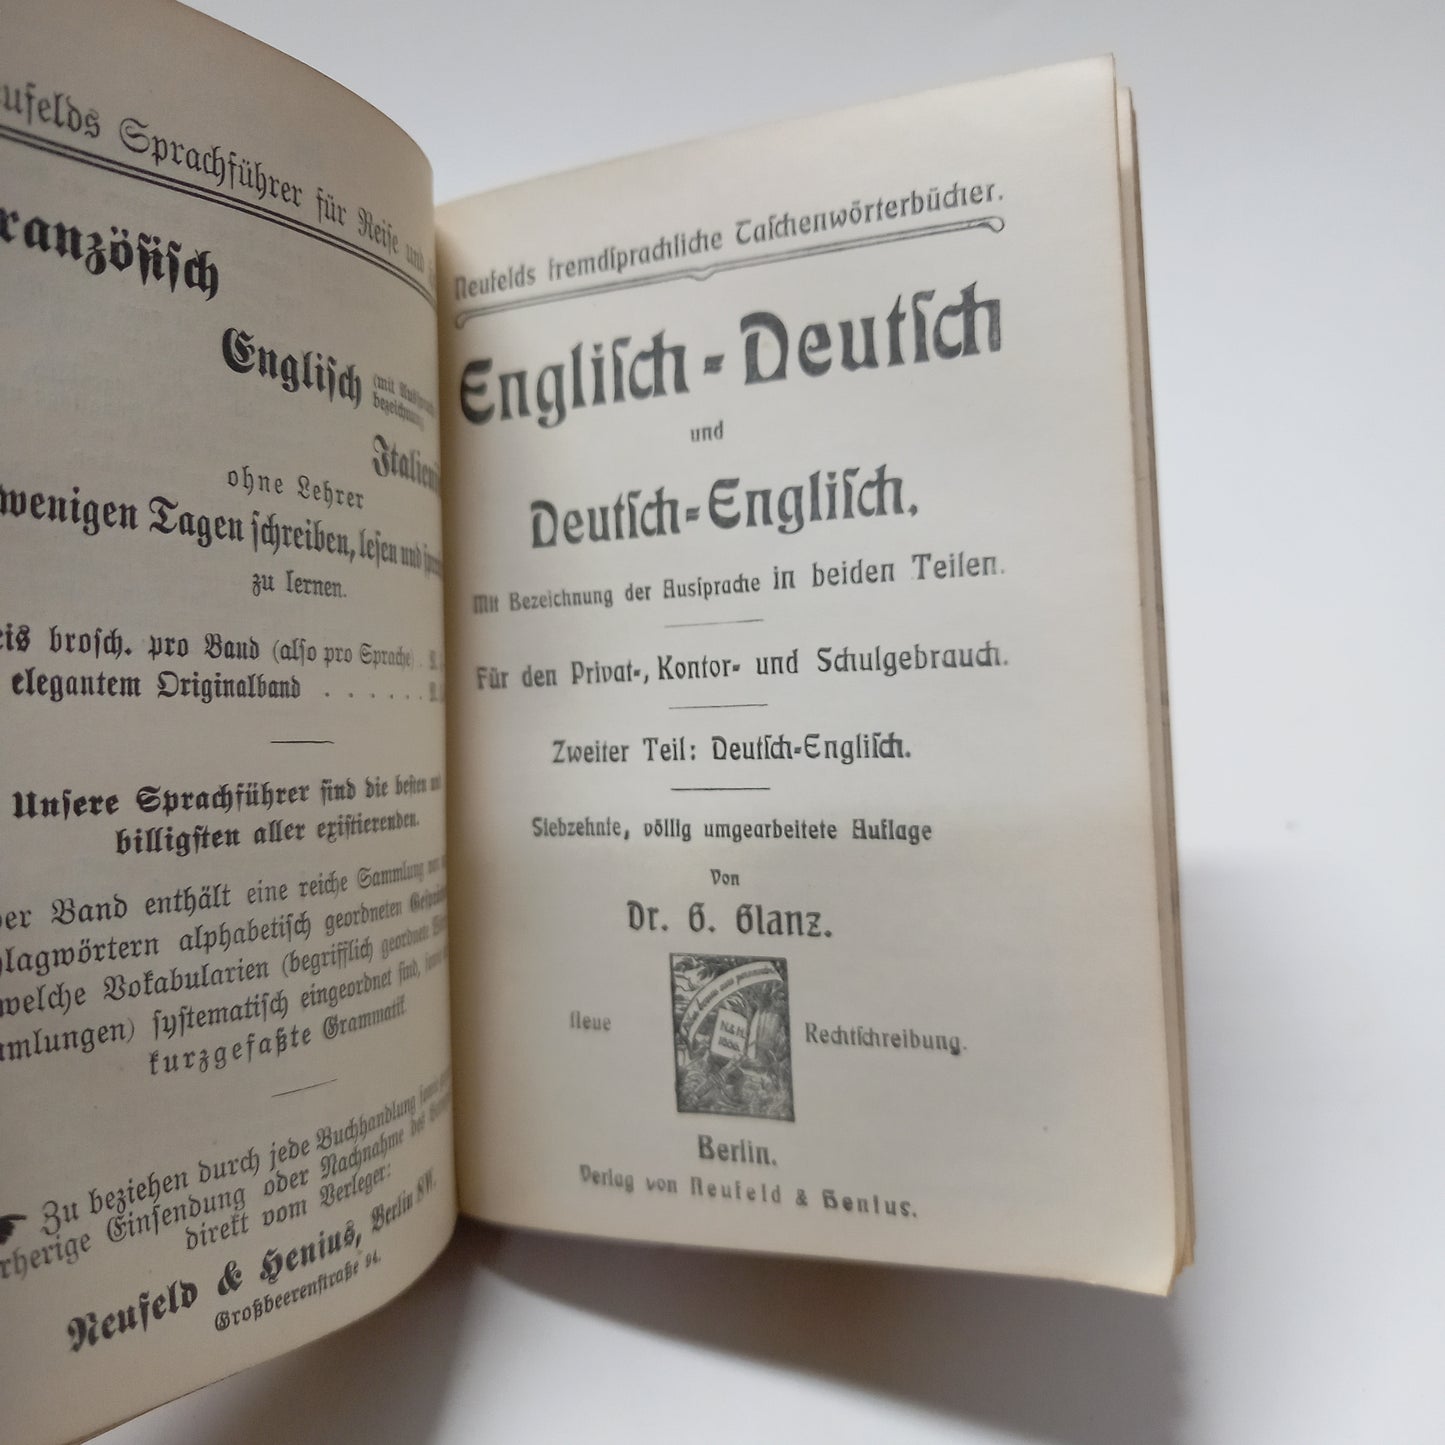 Sprachführer für Reise und
Englisch
ohne Lehrer
wenigen Tagen schreiben, lesen und
zu lernen.
brosch. pro Band (also pro Sprache)
elegantem Originalband . . . . . .
Unsere Sprachführer sind die besten
billigsten aller existierenden.
Band enthält eine reiche Sammlung
alphabetisch geordneten
welche Vokabularien (begrifflich geordnete
systematisch eingeordnet sind,
kurzgefaßte Grammatik
Zu beziehen durch jede Buchhandlung
Einsendung oder Nachnahme des
direkt vom Verleger:
Neufeld & Henius, Berlin SW.
Großbeerenstraße 94.
Neufelds fremdsprachliche Taschenwörterbücher.
Englisch-Deutsch
und
Deutsch-Englisch.
Mit Bezeichnung der Aussprache in beiden Teilen.
Für den Privat-, Kontor- und Schulgebrauch.
Zweiter Teil: Deutsch-Englisch.
Siebzehnte, völlig umgearbeitete Auflage
Von
Dr. G. Glanz.
N. & H.
1886.
Neue Rechtschreibung.
Berlin.
Verlag von Neufeld & Henius.